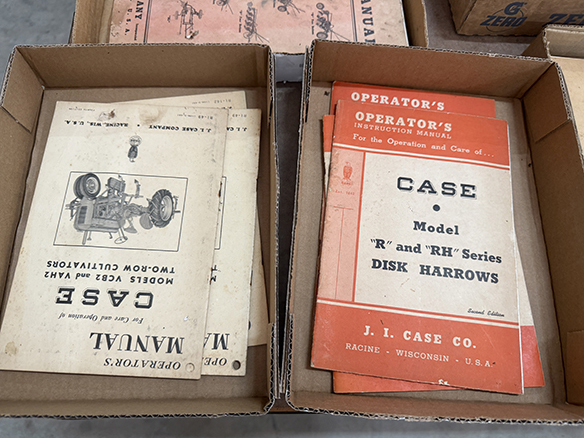 MANUAL
ZERO
OPERATOR'S
MANUAL
For Care and Operation of
CASE
MODELS VCB2 and VAH2
TWO-ROW CULTIVATORS
J. I. CASE COMPANY
RACINE, WIS., U.S.A.
OPERATOR'S
OPERATOR'S
INSTRUCTION MANUAL
For the Operation and Care of...
CASE
Model
"R" and "RH" Series
DISK HARROWS
Second Edition
J. I. CASE CO.
RACINE - WISCONSIN - U.S.A.